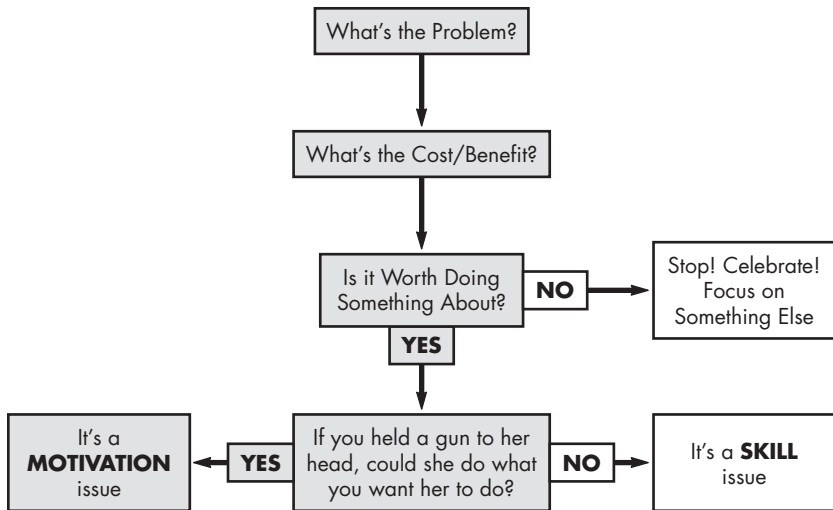 What's the Problem?
What's the Cost/Benefit?
Is it Worth Doing
Something About?
NO
Stop! Celebrate!
Focus on
Something Else
YES
It's a
MOTIVATION
issue
YES
If you held a gun to her
head, could she do what
you want her to do?
NO
It's a SKILL
issue